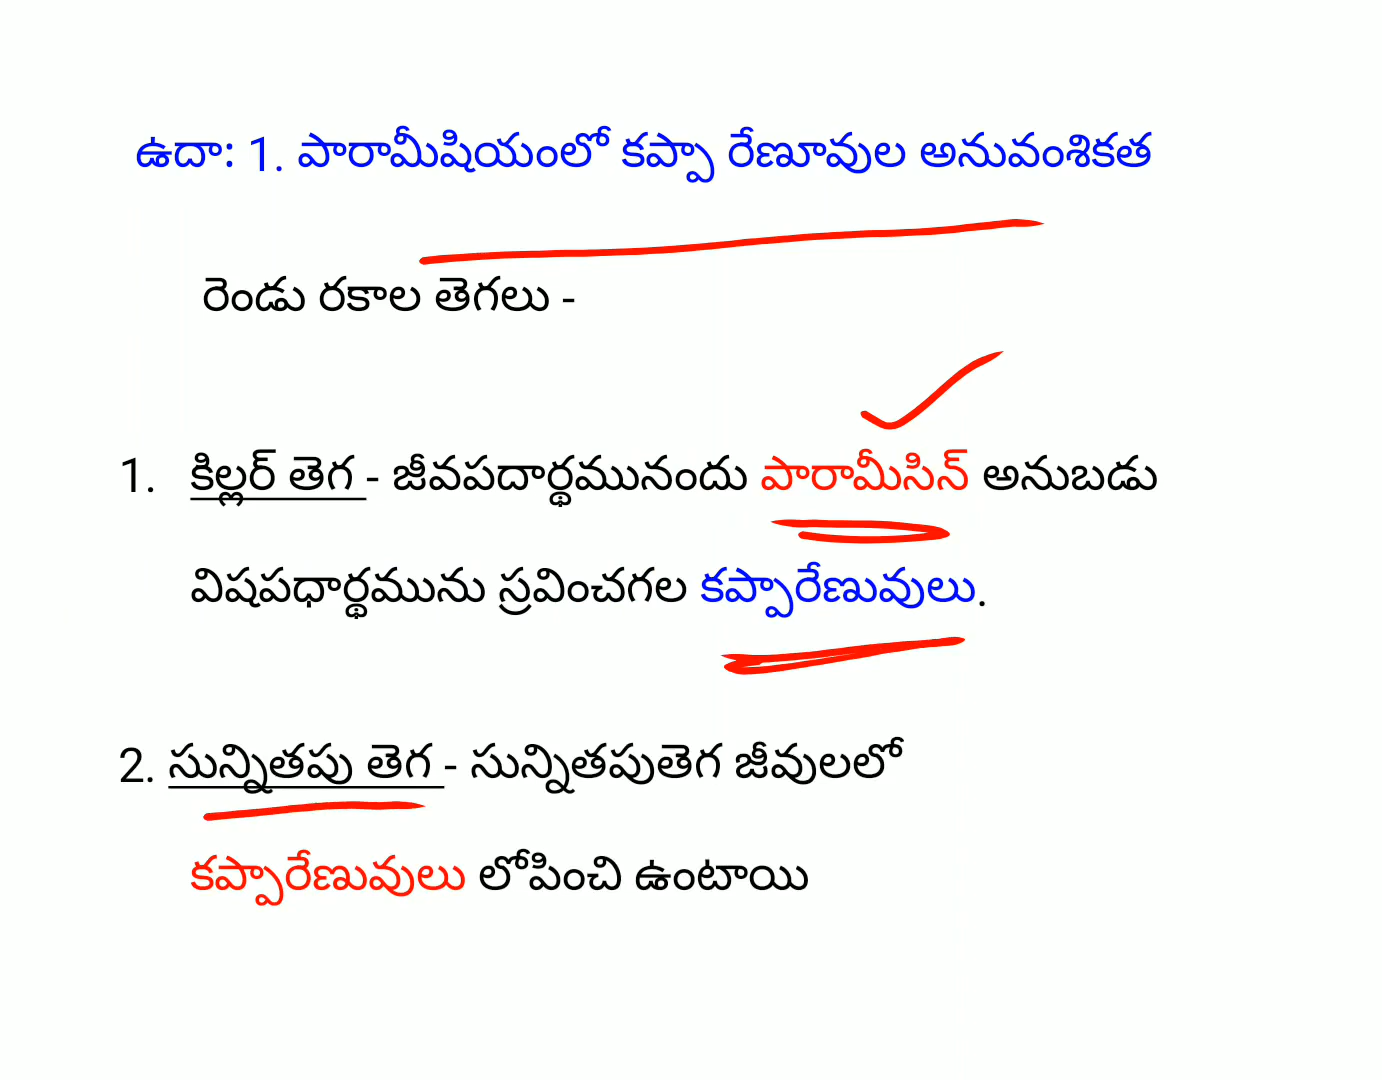 ఉదా: 1. పారామీషియంలో కప్పా రేణూవుల అనువంశికత
రెండు రకాల తెగలు -
1. కిల్లర్ తెగ - జీవపదార్థమునందు పారామీసిన్ అనుబడు
విషపధార్థమును స్రవించగల కప్పారేణువులు.
2. సున్నితపు తెగ - సున్నితపుతెగ జీవులలో
కప్పారేణువులు లోపించి ఉంటాయి